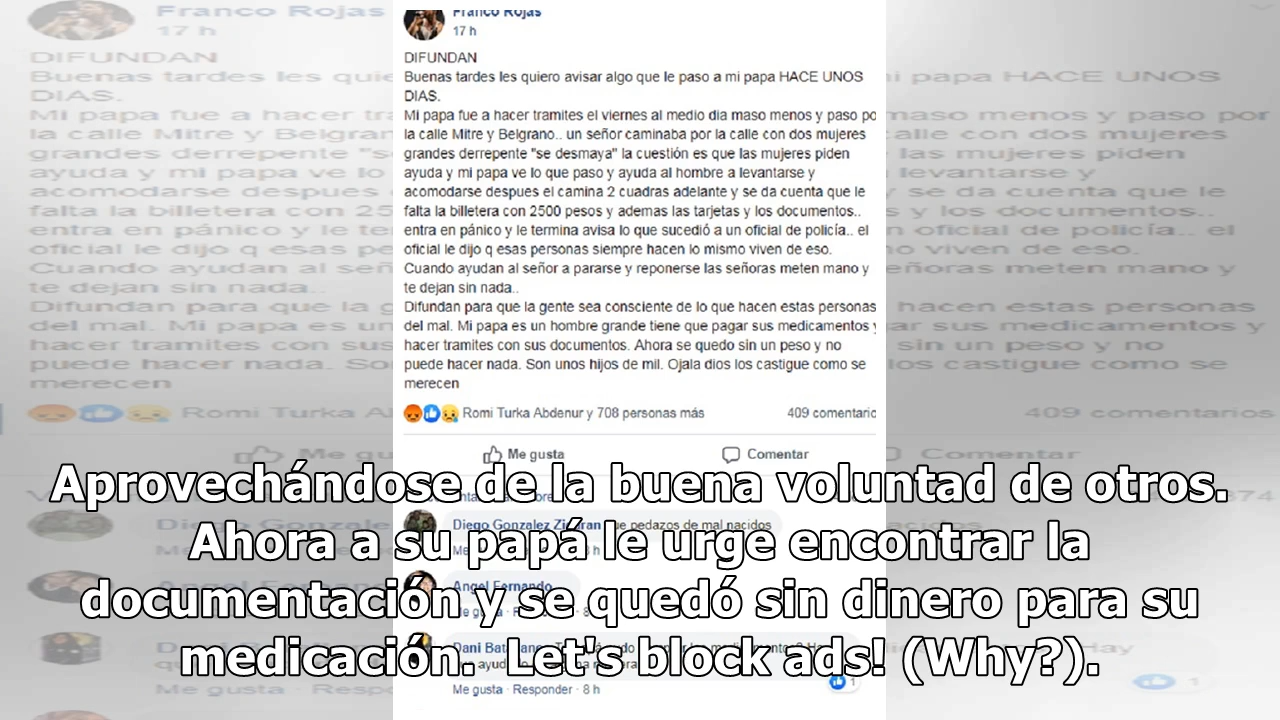 Franco Rojas
17 h
DIFUNDAN
Buenas tardes les quiero avisar algo que le paso a mi papa HACE UNOS
DIAS.
Mi papa fue a hacer tramites el viernes al medio dia maso menos y paso po
la calle Mitre y Belgrano.. un señor caminaba por la calle con dos mujeres
grandes derrepente "se desmaya" la cuestión es que las mujeres piden
ayuda y mi papa ve lo que paso y ayuda al hombre a levantarse y
acomodarse despues el camina 2 cuadras adelante y se da cuenta que le
falta la billetera con 2500 pesos y ademas las tarjetas y los documentos..
entra en pánico y le termina avisa lo que sucedió a un oficial de policía.. el
oficial le dijo q esas personas siempre hacen lo mismo viven de eso.
Cuando ayudan al señor a pararse y reponerse las señoras meten mano y
te dejan sin nada..
Difundan para que la gente sea consciente de lo que hacen estas personas
del mal. Mi papa es un hombre grande tiene que pagar sus medicamentos y
hacer tramites con sus documentos. Ahora se quedo sin un peso y no
puede hacer nada. Son unos hijos de mil. Ojala dios los castigue como se
merecen
Romi Turka Abdenur y 708 personas más 409 comentario
Me gusta Comentar
Aprovechándose de la buena voluntad de otros.
Diego Gonzalez pedazos de mal nacidos
Ahora a su papá le urge encontrar la
Angel Fernando
documentación y se quedó sin dinero para su
Dani
medicación. Let's block ads! (Why?).
Me gusta · Responder · 8 h 1